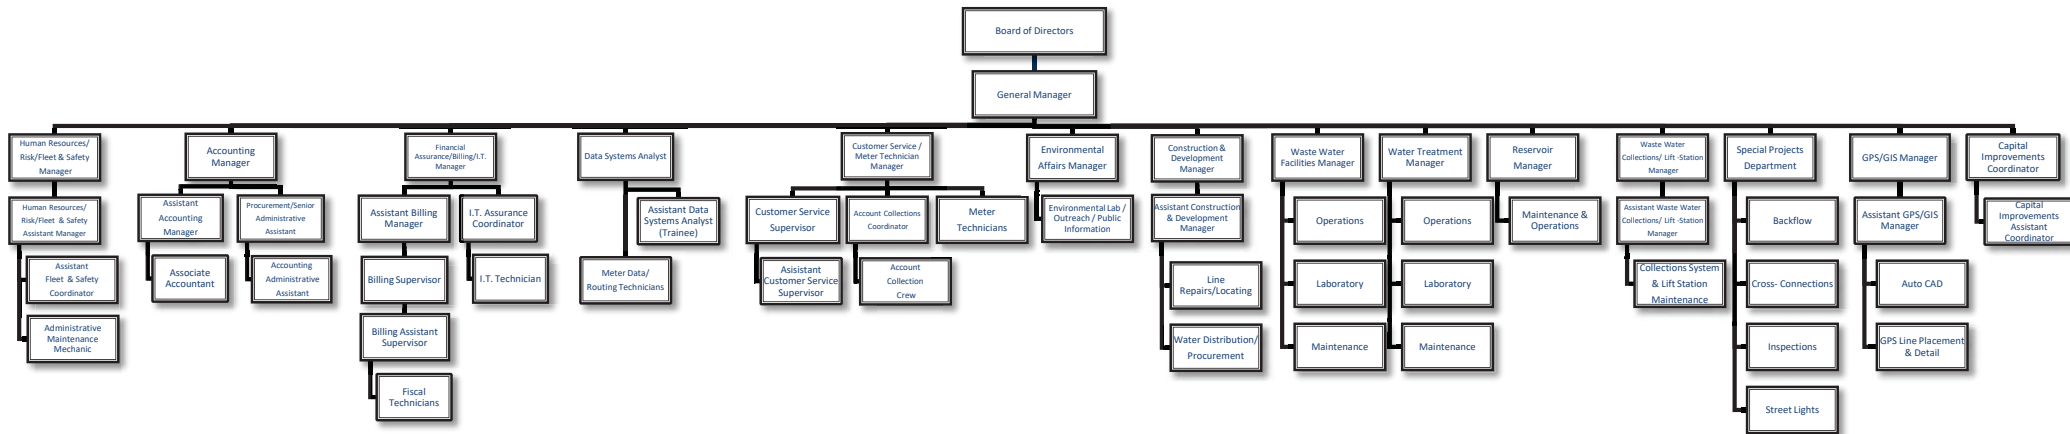 Board of Directors
General Manager
Human Resources/
Risk/Fleet & Safety
Manager
Accounting
Manager
Financial
Assurance/Billing/I.T.
Manager
Data Systems Analyst
Customer Service /
Meter Technician
Manager
Environmental
Affairs Manager
Construction &
Development
Manager
Waste Water
Facilities Manager
Water Treatment
Manager
Reservoir
Manager
Waste Water
Collections/ Lift -Station
Manager
Special Projects
Department
GPS/GIS Manager
Capital
Improvements
Coordinator
Human Resources/
Risk/Fleet & Safety
Assistant Manager
Assistant
Accounting
Manager
Procurement/Senior
Administrative
Assistant
Assistant Billing
Manager
I.T. Assurance
Coordinator
Assistant Data
Systems Analyst
(Trainee)
Customer Service
Supervisor
Account Collections
Coordinator
Meter
Technicians
Environmental Lab /
Outreach / Public
Information
Assistant Construction
& Development
Manager
Operations
Operations
Maintenance &
Operations
Assistant Waste Water
Collections/ Lift -Station
Manager
Backflow
Assistant GPS/GIS
Manager
Capital
Improvements
Assistant
Coordinator
Assistant
Fleet & Safety
Coordinator
Associate
Accountant
Accounting
Administrative
Assistant
Billing Supervisor
I.T. Technician
Meter Data/
Routing Technicians
Asisistant
Customer Service
Supervisor
Account
Collection
Crew
Line
Repairs/Locating
Laboratory
Laboratory
Collections System
& Lift Station
Maintenance
Cross- Connections
Auto CAD
Administrative
Maintenance
Mechanic
Billing Assistant
Supervisor
Water Distribution/
Procurement
Maintenance
Maintenance
Inspections
GPS Line Placement
& Detail
Fiscal
Technicians
Street Lights